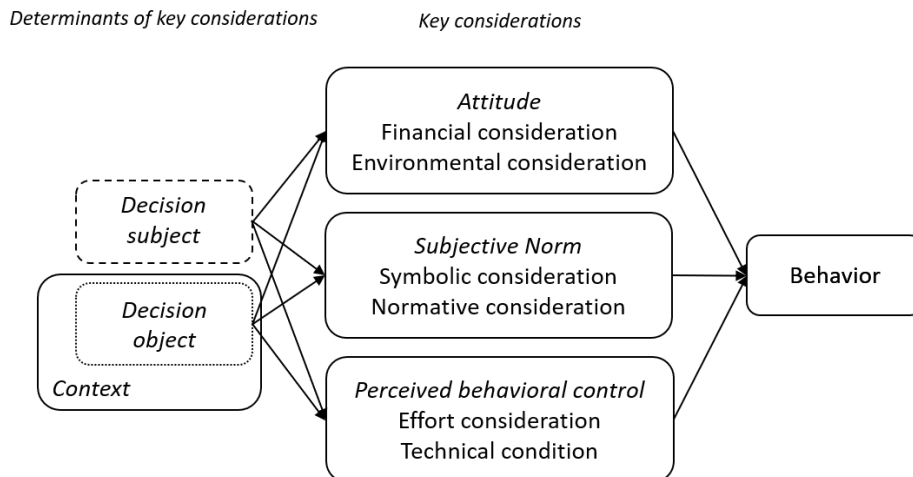 Determinants of key considerations
Key considerations
Attitude
Financial consideration
Environmental consideration
Decision
subject
Subjective Norm
Symbolic consideration
Normative consideration
Behavior
Decision
object
Context
Perceived behavioral control
Effort consideration
Technical condition